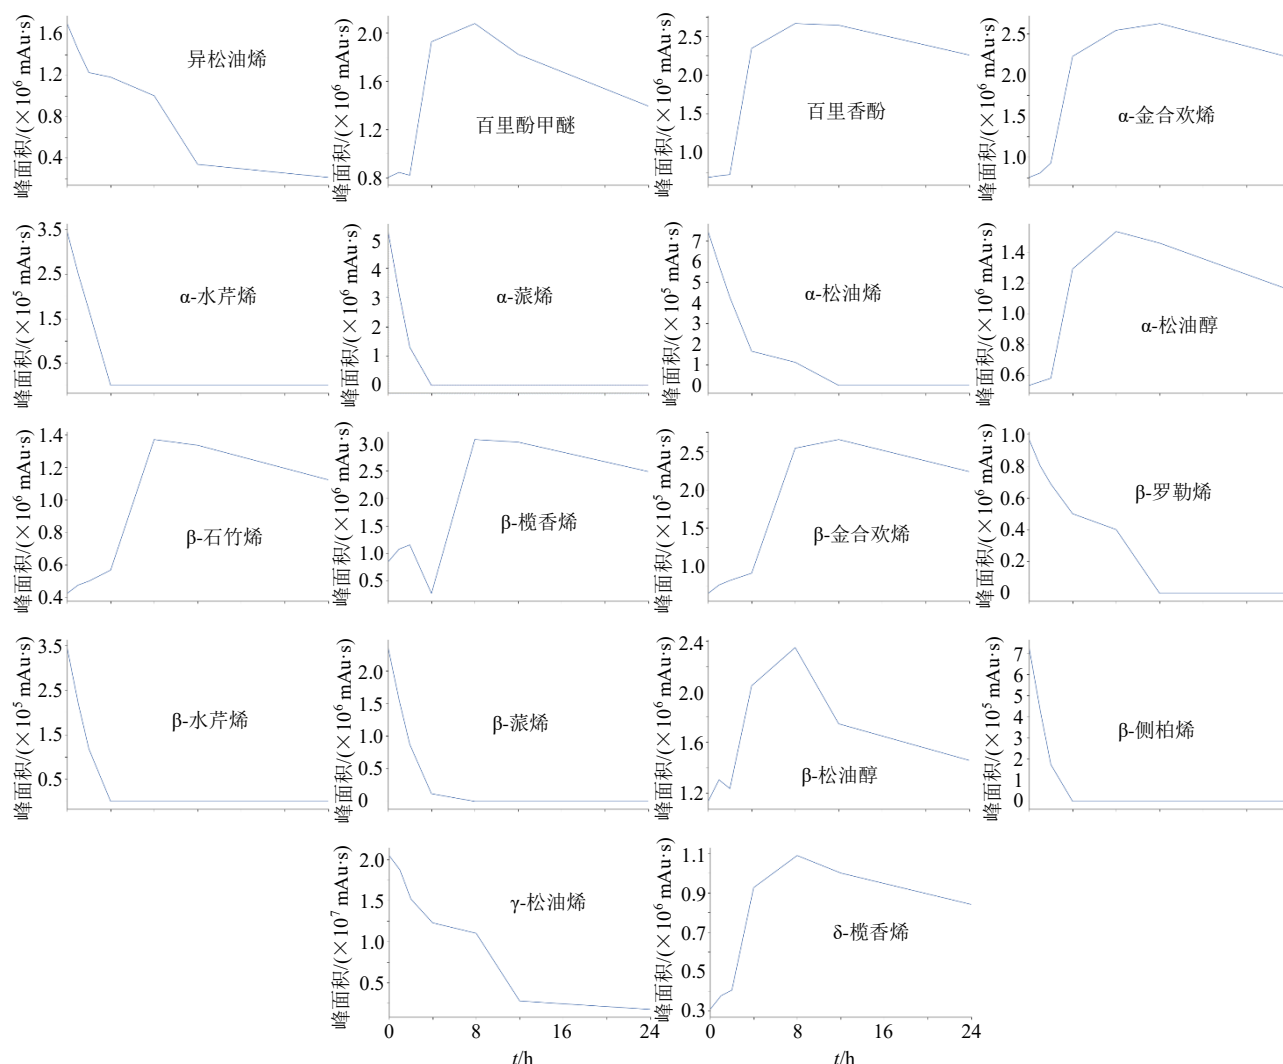 峰面积/(×10⁶ mAu·s)
1.6
1.2
0.8
0.4
异松油烯
峰面积/(×10⁶ mAu·s)
2.0
1.6
1.2
0.8
百里酚甲醚
峰面积/(×10⁶ mAu·s)
2.5
2.0
1.5
1.0
百里香酚
峰面积/(×10⁶ mAu·s)
2.5
2.0
1.5
1.0
α-金合欢烯
峰面积/(×10⁵ mAu·s)
3.5
2.5
1.5
0.5
α-水芹烯
峰面积/(×10⁶ mAu·s)
5
4
3
2
1
0
α-蒎烯
峰面积/(×10⁵ mAu·s)
7
6
5
4
3
2
1
0
α-松油烯
峰面积/(×10⁶ mAu·s)
1.4
1.2
1.0
0.8
0.6
α-松油醇
峰面积/(×10⁶ mAu·s)
1.4
1.2
1.0
0.8
0.6
0.4
β-石竹烯
峰面积/(×10⁶ mAu·s)
3.0
2.5
2.0
1.5
1.0
0.5
β-榄香烯
峰面积/(×10⁵ mAu·s)
2.5
2.0
1.5
1.0
β-金合欢烯
峰面积/(×10⁶ mAu·s)
1.0
0.8
0.6
0.4
0.2
0
β-罗勒烯
峰面积/(×10⁵ mAu·s)
3.5
2.5
1.5
0.5
β-水芹烯
峰面积/(×10⁶ mAu·s)
2.0
1.5
1.0
0.5
0
β-蒎烯
峰面积/(×10⁶ mAu·s)
2.4
2.0
1.6
1.2
β-松油醇
峰面积/(×10⁵ mAu·s)
7
6
5
4
3
2
1
0
β-侧柏烯
峰面积/(×10⁷ mAu·s)
2.0
1.5
1.0
0.5
γ-松油烯
0 8 16 24
t/h
峰面积/(×10⁶ mAu·s)
1.1
0.9
0.7
0.5
0.3
δ-榄香烯
0 8 16 24
t/h